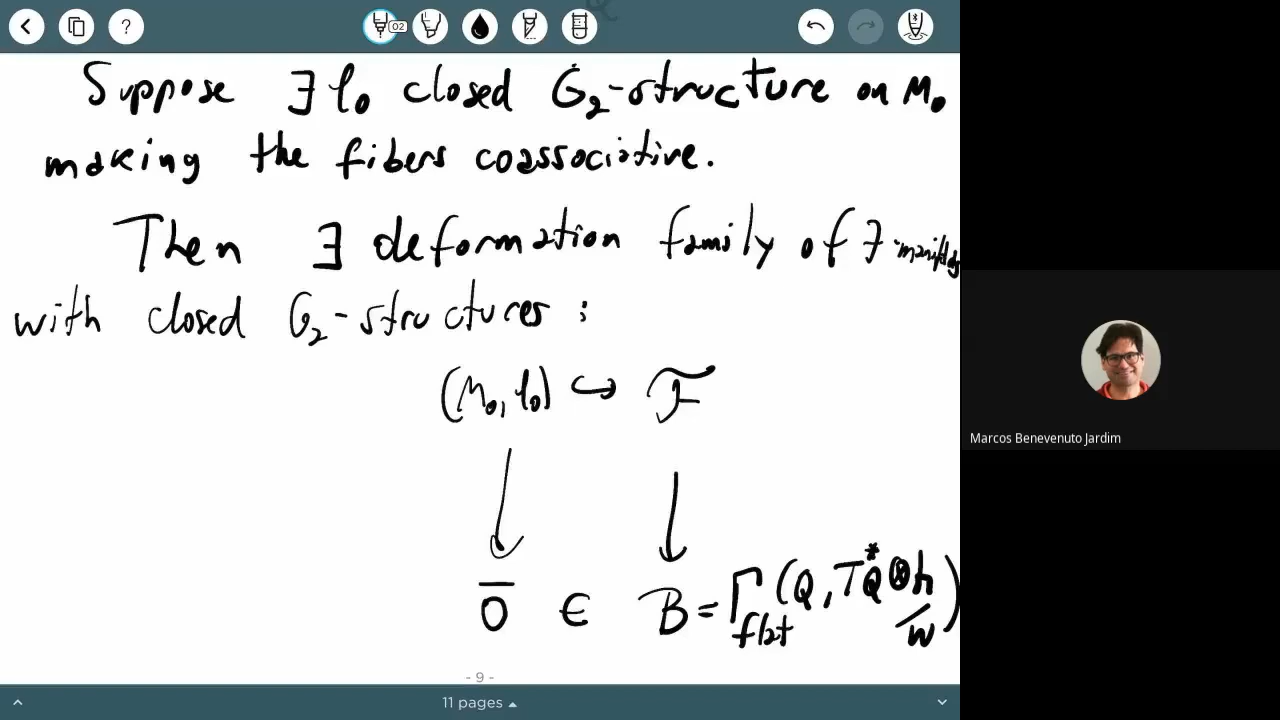 02
Suppose ∃ φ₀ closed G₂-structure on M₀
making the fibers coassociative.
Then ∃ deformation family of 7-manifolds
with closed G₂-structures :
(M₀, φ₀) ↪ F
↓ ↓
0̄ ∈ B = Γ_flat (Q, T*Q ⊗ h/w)
- 9 -
11 pages
Marcos Benevenuto Jardim